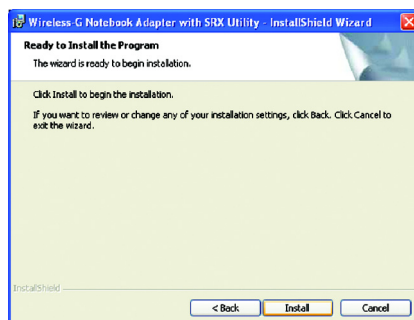 Wireless-G Notebook Adapter with SRX Utility - InstallShield Wizard
Ready to Install the Program
The wizard is ready to begin installation.
Click Install to begin the installation.
If you want to review or change any of your installation settings, click Back. Click Cancel to
exit the wizard.
InstallShield
< Back
Install
Cancel